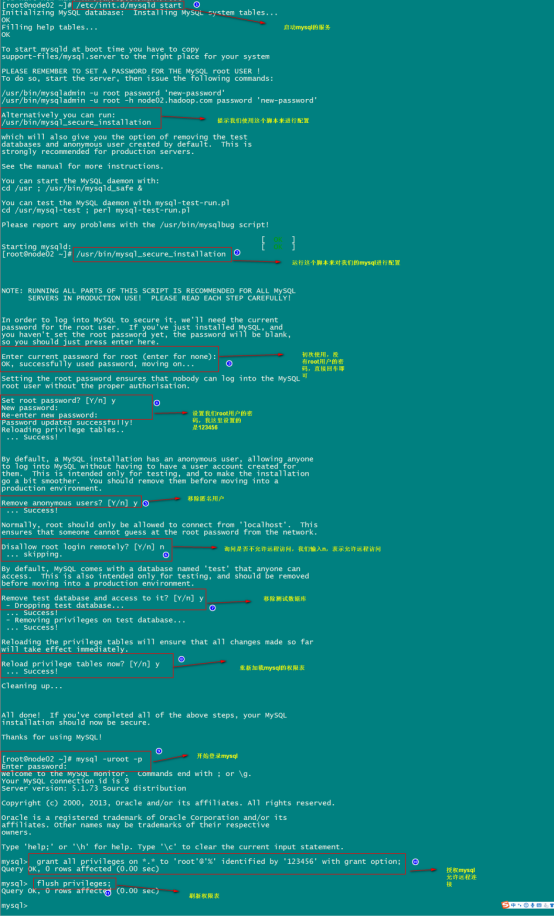 [root@node02 ~]# /etc/init.d/mysqld start
Initializing MySQL database:  Installing MySQL system tables...
OK
启动mysql的服务
Filling help tables...
OK
To start mysqld at boot time you have to copy
support-files/mysql.server to the right place for your system
PLEASE REMEMBER TO SET A PASSWORD FOR THE MySQL root USER !
To do so, start the server, then issue the following commands:
/usr/bin/mysqladmin -u root password 'new-password'
/usr/bin/mysqladmin -u root -h node02.hadoop.com password 'new-password'
Alternatively you can run:
/usr/bin/mysql_secure_installation
提示我们使用这个脚本来进行配置
which will also give you the option of removing the test
databases and anonymous user created by default.  This is
strongly recommended for production servers.
See the manual for more instructions.
You can start the MySQL daemon with:
cd /usr ; /usr/bin/mysqld_safe &
You can test the MySQL daemon with mysql-test-run.pl
cd /usr/mysql-test ; perl mysql-test-run.pl
Please report any problems with the /usr/bin/mysqlbug script!
Starting mysqld:
[root@node02 ~]# /usr/bin/mysql_secure_installation
运行这个脚本来对我们的mysql进行配置
NOTE: RUNNING ALL PARTS OF THIS SCRIPT IS RECOMMENDED FOR ALL MySQL
SERVERS IN PRODUCTION USE!  PLEASE READ EACH STEP CAREFULLY!
In order to log into MySQL to secure it, we'll need the current
password for the root user.  If you've just installed MySQL, and
you haven't set the root password yet, the password will be blank,
so you should just press enter here.
Enter current password for root (enter for none):
OK, successfully used password, moving on...
初次使用，没
有root用户的密
码，直接回车即
可
Setting the root password ensures that nobody can log into the MySQL
root user without the proper authorisation.
Set root password? [Y/n] y
New password:
Re-enter new password:
Password updated successfully!
Reloading privilege tables..
... Success!
设置我们root用户的密
码，我这里设置的
是123456
By default, a MySQL installation has an anonymous user, allowing anyone
to log into MySQL without having to have a user account created for
them.  This is intended only for testing, and to make the installation
go a bit smoother.  You should remove them before moving into a
production environment.
Remove anonymous users? [Y/n] y
... Success!
移除匿名用户
Normally, root should only be allowed to connect from 'localhost'.  This
ensures that someone cannot guess at the root password from the network.
Disallow root login remotely? [Y/n] n
... skipping.
询问是否不允许远程访问，我们输入n，表示允许远程访问
By default, MySQL comes with a database named 'test' that anyone can
access.  This is also intended only for testing, and should be removed
before moving into a production environment.
Remove test database and access to it? [Y/n] y
- Dropping test database...
... Success!
移除测试数据库
- Removing privileges on test database...
... Success!
Reloading the privilege tables will ensure that all changes made so far
will take effect immediately.
Reload privilege tables now? [Y/n] y
... Success!
重新加载mysql的权限表
Cleaning up...
All done!  If you've completed all of the above steps, your MySQL
installation should now be secure.
Thanks for using MySQL!
[root@node02 ~]# mysql -uroot -p
开始登录mysql
Enter password:
Welcome to the MySQL monitor.  Commands end with ; or \g.
Your MySQL connection id is 9
Server version: 5.1.73 Source distribution
Copyright (c) 2000, 2013, Oracle and/or its affiliates. All rights reserved.
Oracle is a registered trademark of Oracle Corporation and/or its
affiliates. Other names may be trademarks of their respective
owners.
Type 'help;' or '\h' for help. Type '\c' to clear the current input statement.
mysql>  grant all privileges on *.* to 'root'@'%' identified by '123456' with grant option;
Query OK, 0 rows affected (0.00 sec)
授权mysql
允许远程连
接
mysql>  flush privileges;
Query OK, 0 rows affected (0.00 sec)
刷新权限表
mysql>